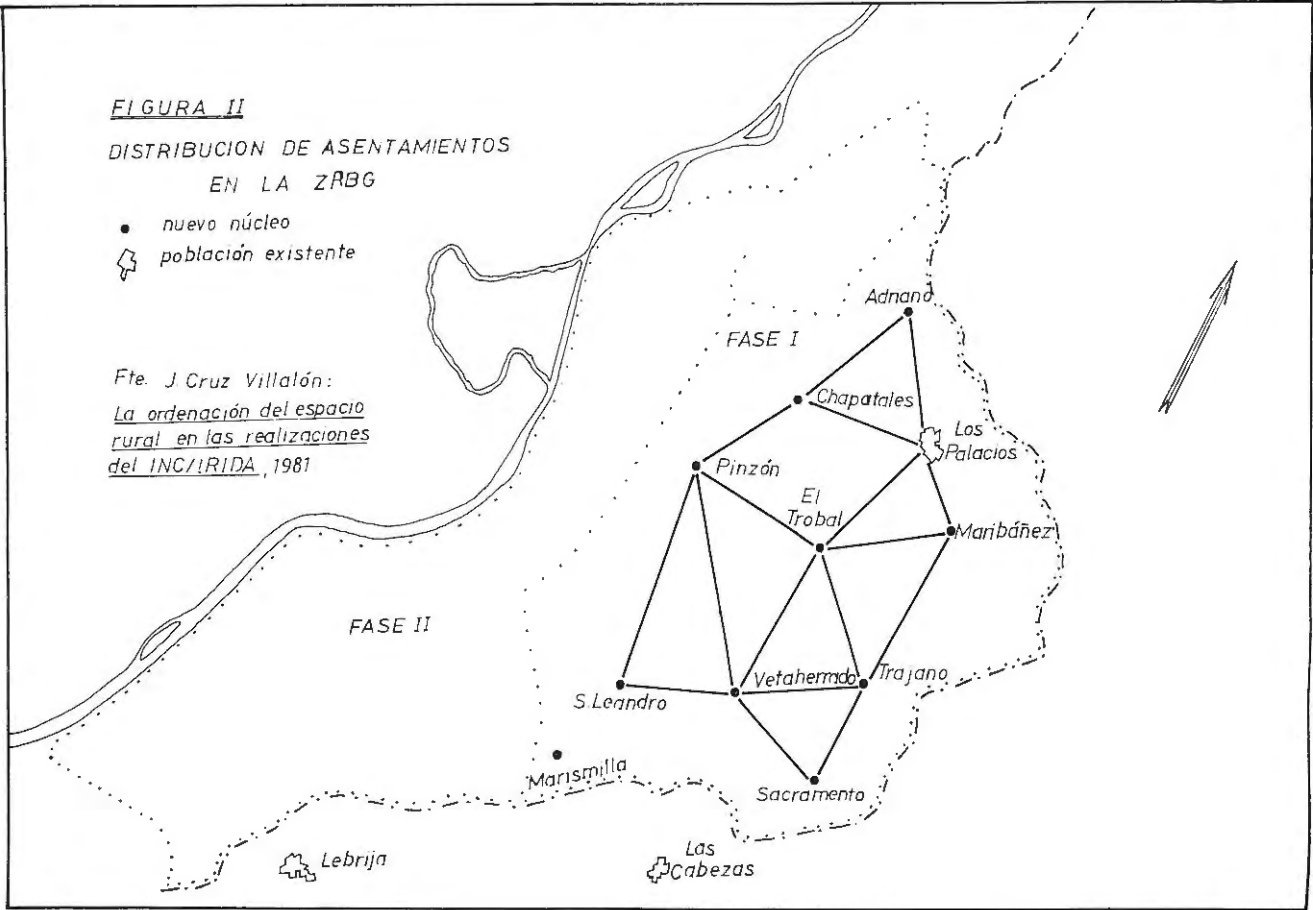 FIGURA II
DISTRIBUCION DE ASENTAMIENTOS
EN LA ZRBG
nuevo núcleo
población existente
Fte. J. Cruz Villalón:
La ordenación del espacio
rural en las realizaciones
del INC/IRIDA, 1981
Adriano
FASE I
Chapatales
Los
Palacios
Pinzón
El
Trobal
Maribáñez
FASE II
Vetaherrado
Trajano
S. Leandro
Marismilla
Sacramento
Lebrija
Las
Cabezas